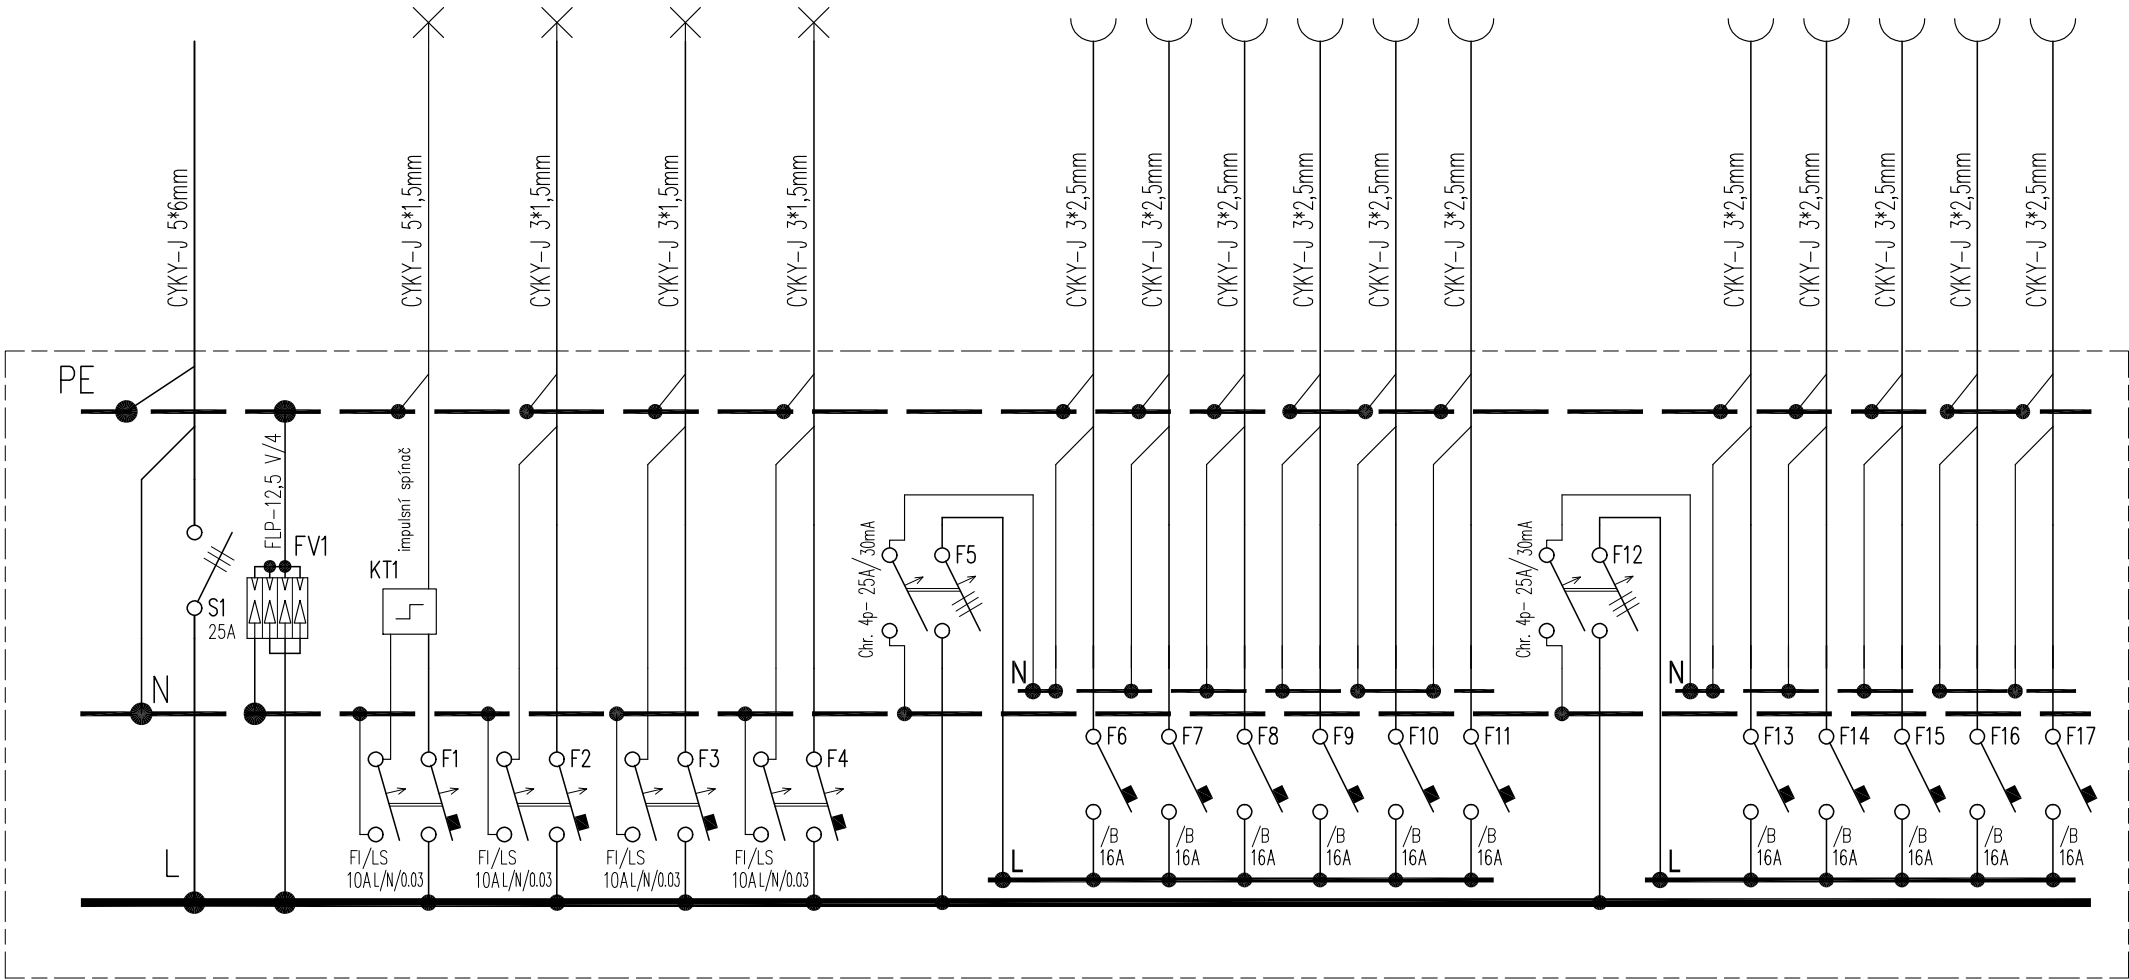 CYKY-J 5*6mm
CYKY-J 5*1,5mm
CYKY-J 3*1,5mm
CYKY-J 3*1,5mm
CYKY-J 3*1,5mm
CYKY-J 3*2,5mm
CYKY-J 3*2,5mm
CYKY-J 3*2,5mm
CYKY-J 3*2,5mm
CYKY-J 3*2,5mm
CYKY-J 3*2,5mm
CYKY-J 3*2,5mm
CYKY-J 3*2,5mm
CYKY-J 3*2,5mm
CYKY-J 3*2,5mm
CYKY-J 3*2,5mm
PE
FLP-12,5 V/4
FV1
impulsní spínač
KT1
S1
25A
Chr. 4p- 25A/30mA
F5
Chr. 4p- 25A/30mA
F12
N
N
N
F1
F2
F3
F4
F6
F7
F8
F9
F10
F11
F13
F14
F15
F16
F17
L
FI/LS
10AL/N/0.03
FI/LS
10AL/N/0.03
FI/LS
10AL/N/0.03
FI/LS
10AL/N/0.03
L
/B
16A
/B
16A
/B
16A
/B
16A
/B
16A
/B
16A
L
/B
16A
/B
16A
/B
16A
/B
16A
/B
16A